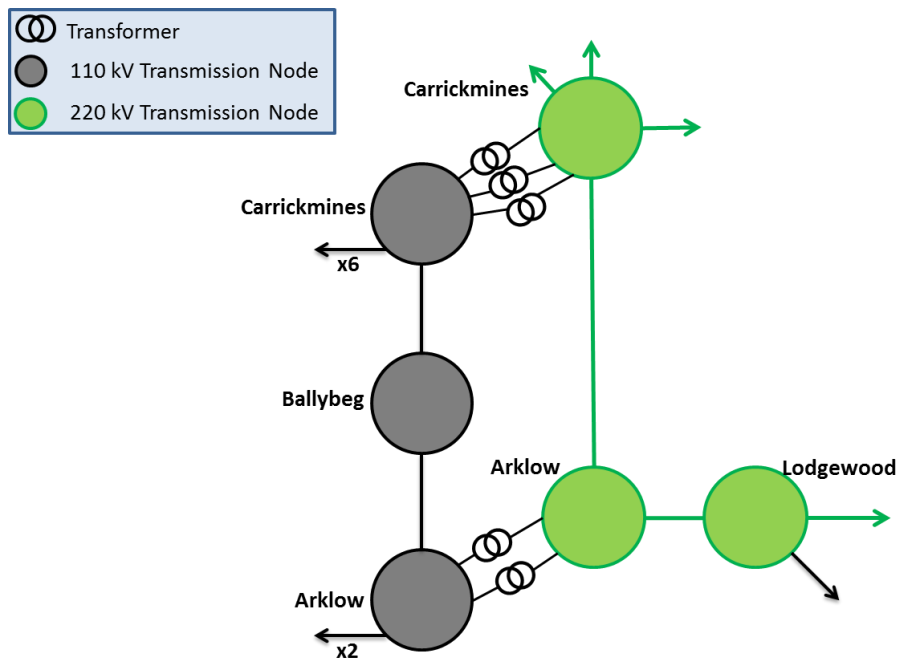 Transformer
110 kV Transmission Node
220 kV Transmission Node
Carrickmines
Carrickmines
x6
Ballybeg
Arklow
Lodgewood
Arklow
x2